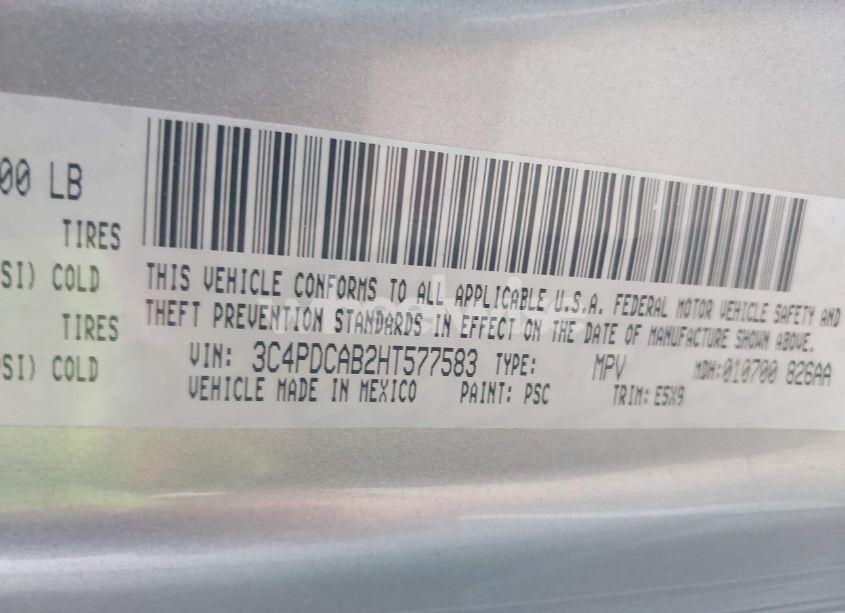 00 LB
TIRES
SI) COLD
TIRES
PSI) COLD
THIS VEHICLE CONFORMS TO ALL APPLICABLE U.S.A. FEDERAL MOTOR VEHICLE SAFETY AND
THEFT PREVENTION STANDARDS IN EFFECT ON THE DATE OF MANUFACTURE SHOWN ABOVE.
VIN: 3C4PDCAB2HT577583 TYPE: MPV MDH:010700 826AA
VEHICLE MADE IN MEXICO PAINT: PSC TRIM: E5X9